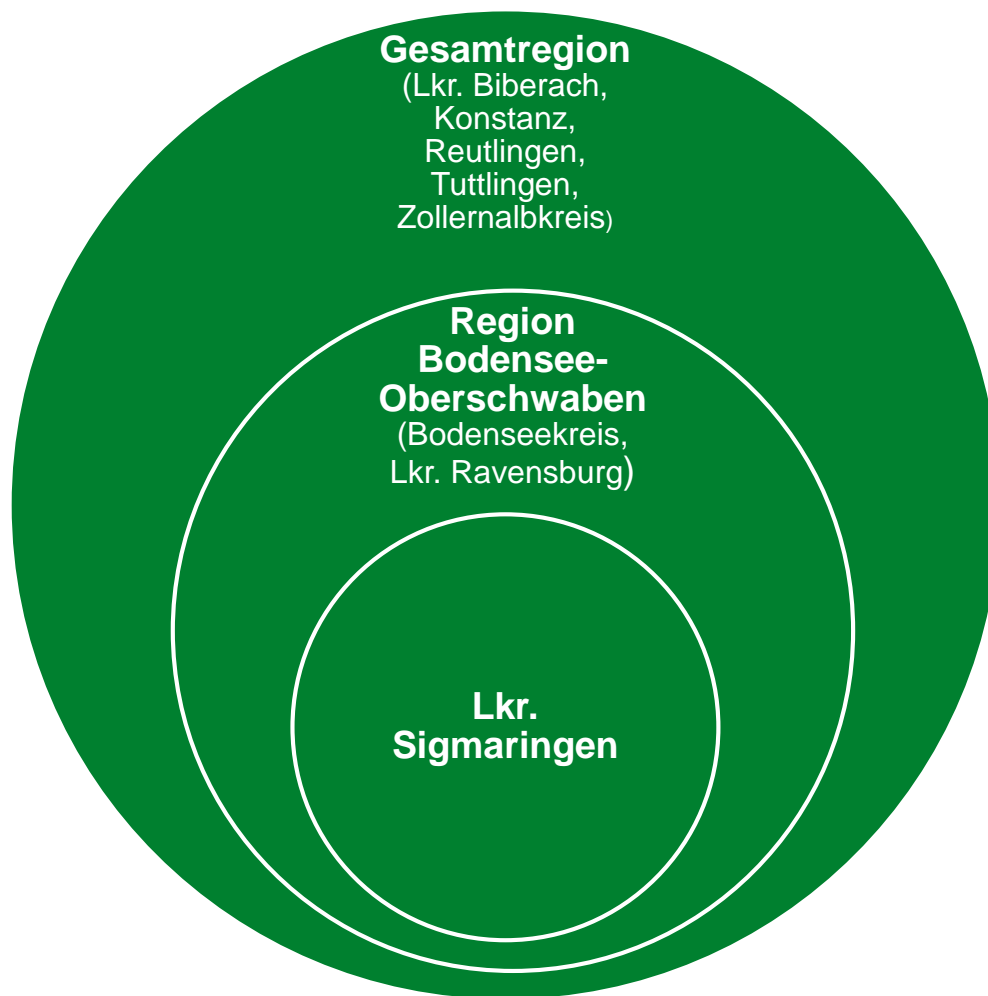 Gesamtregion
(Lkr. Biberach,
Konstanz,
Reutlingen,
Tuttlingen,
Zollernalbkreis)
Region
Bodensee-
Oberschwaben
(Bodenseekreis,
Lkr. Ravensburg)
Lkr.
Sigmaringen